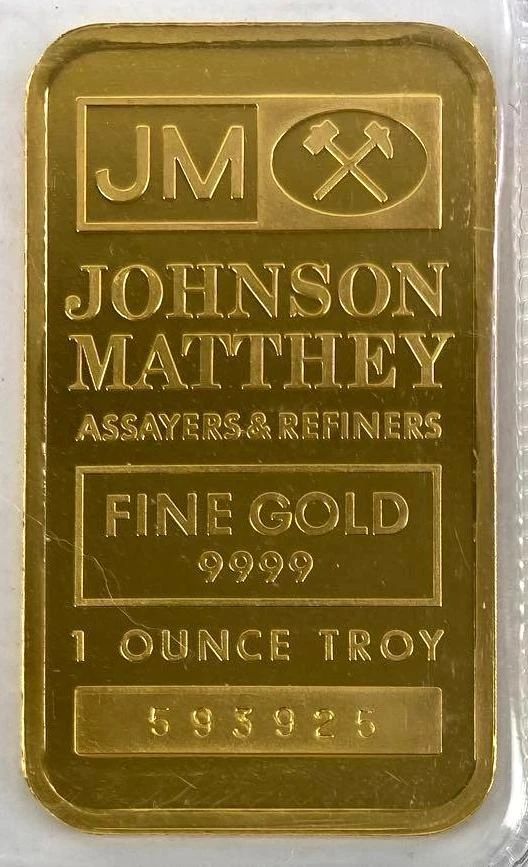 JM
JOHNSON
MATTHEY
ASSAYERS & REFINERS
FINE GOLD
9999
1 OUNCE TROY
593925